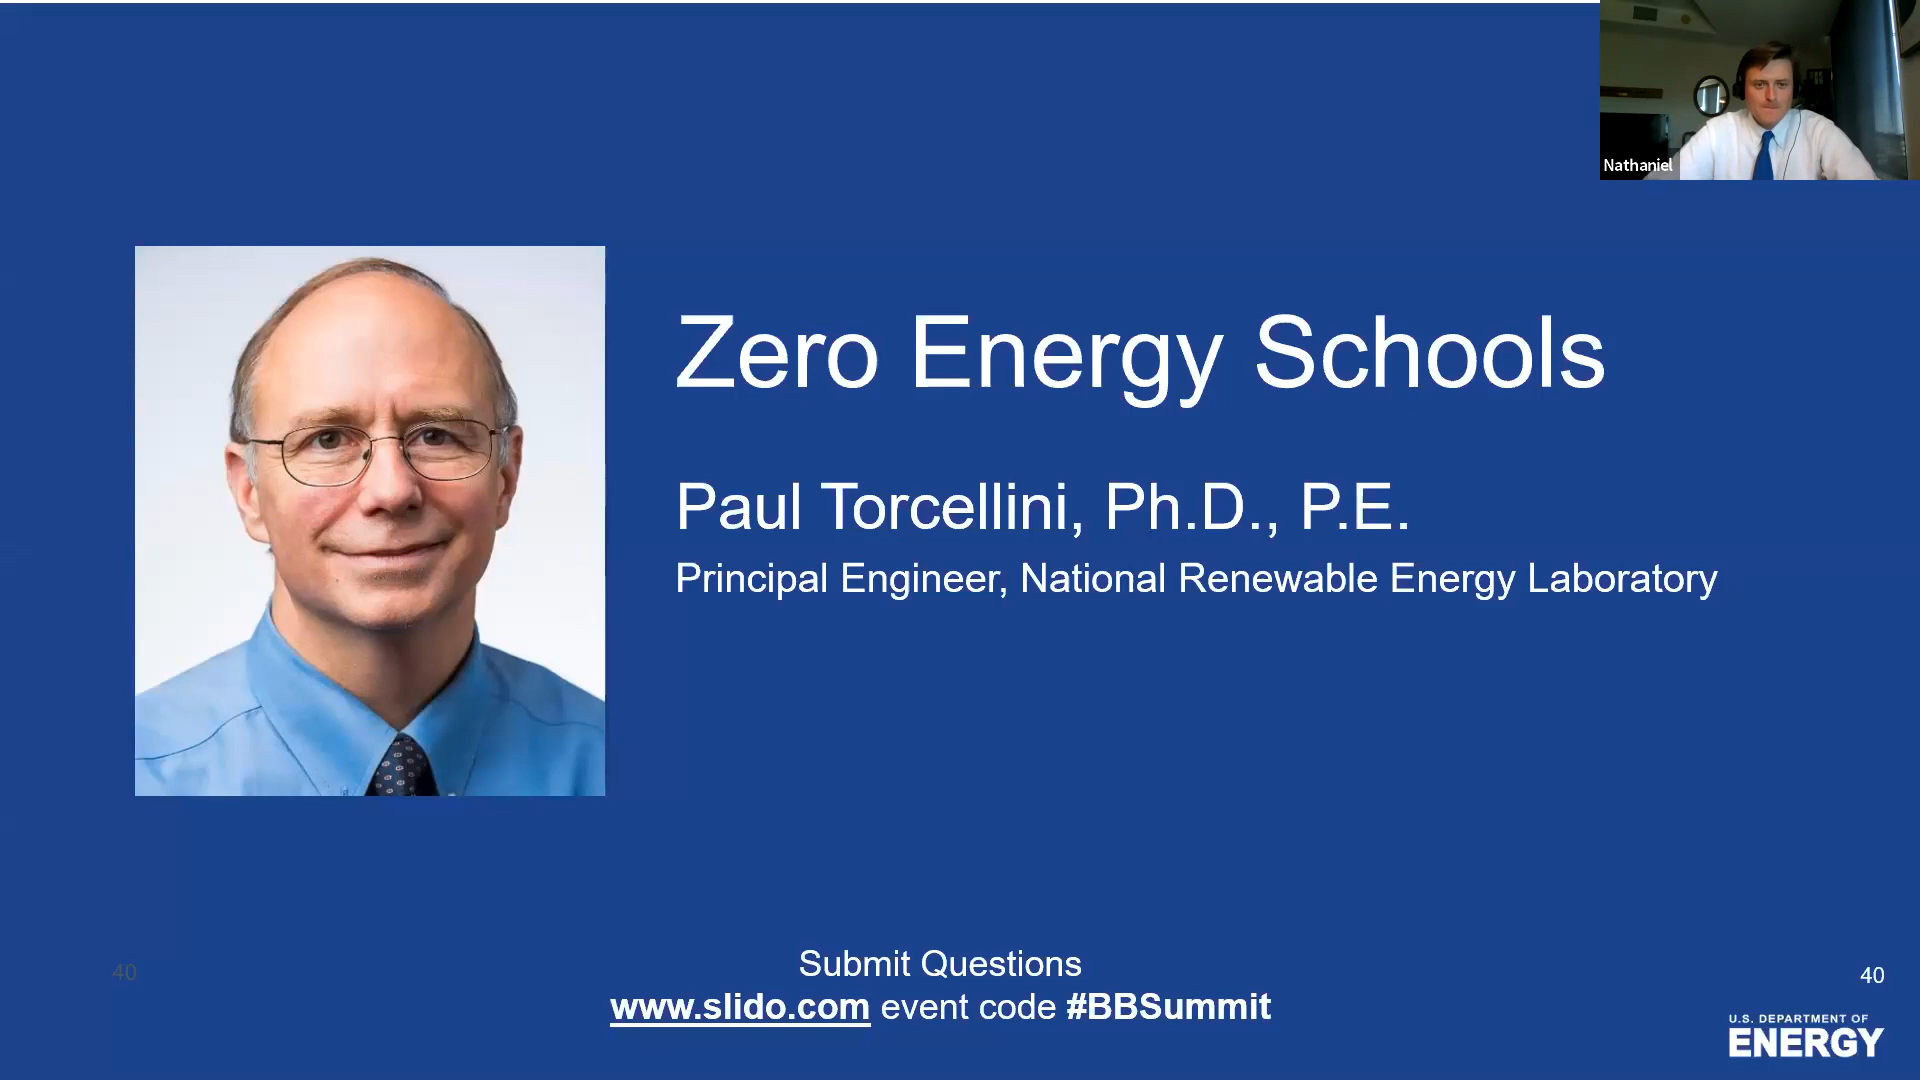 Nathaniel
Zero Energy Schools
Paul Torcellini, Ph.D., P.E.
Principal Engineer, National Renewable Energy Laboratory
40
Submit Questions
www.slido.com event code #BBSummit
40
U.S. DEPARTMENT OF
ENERGY